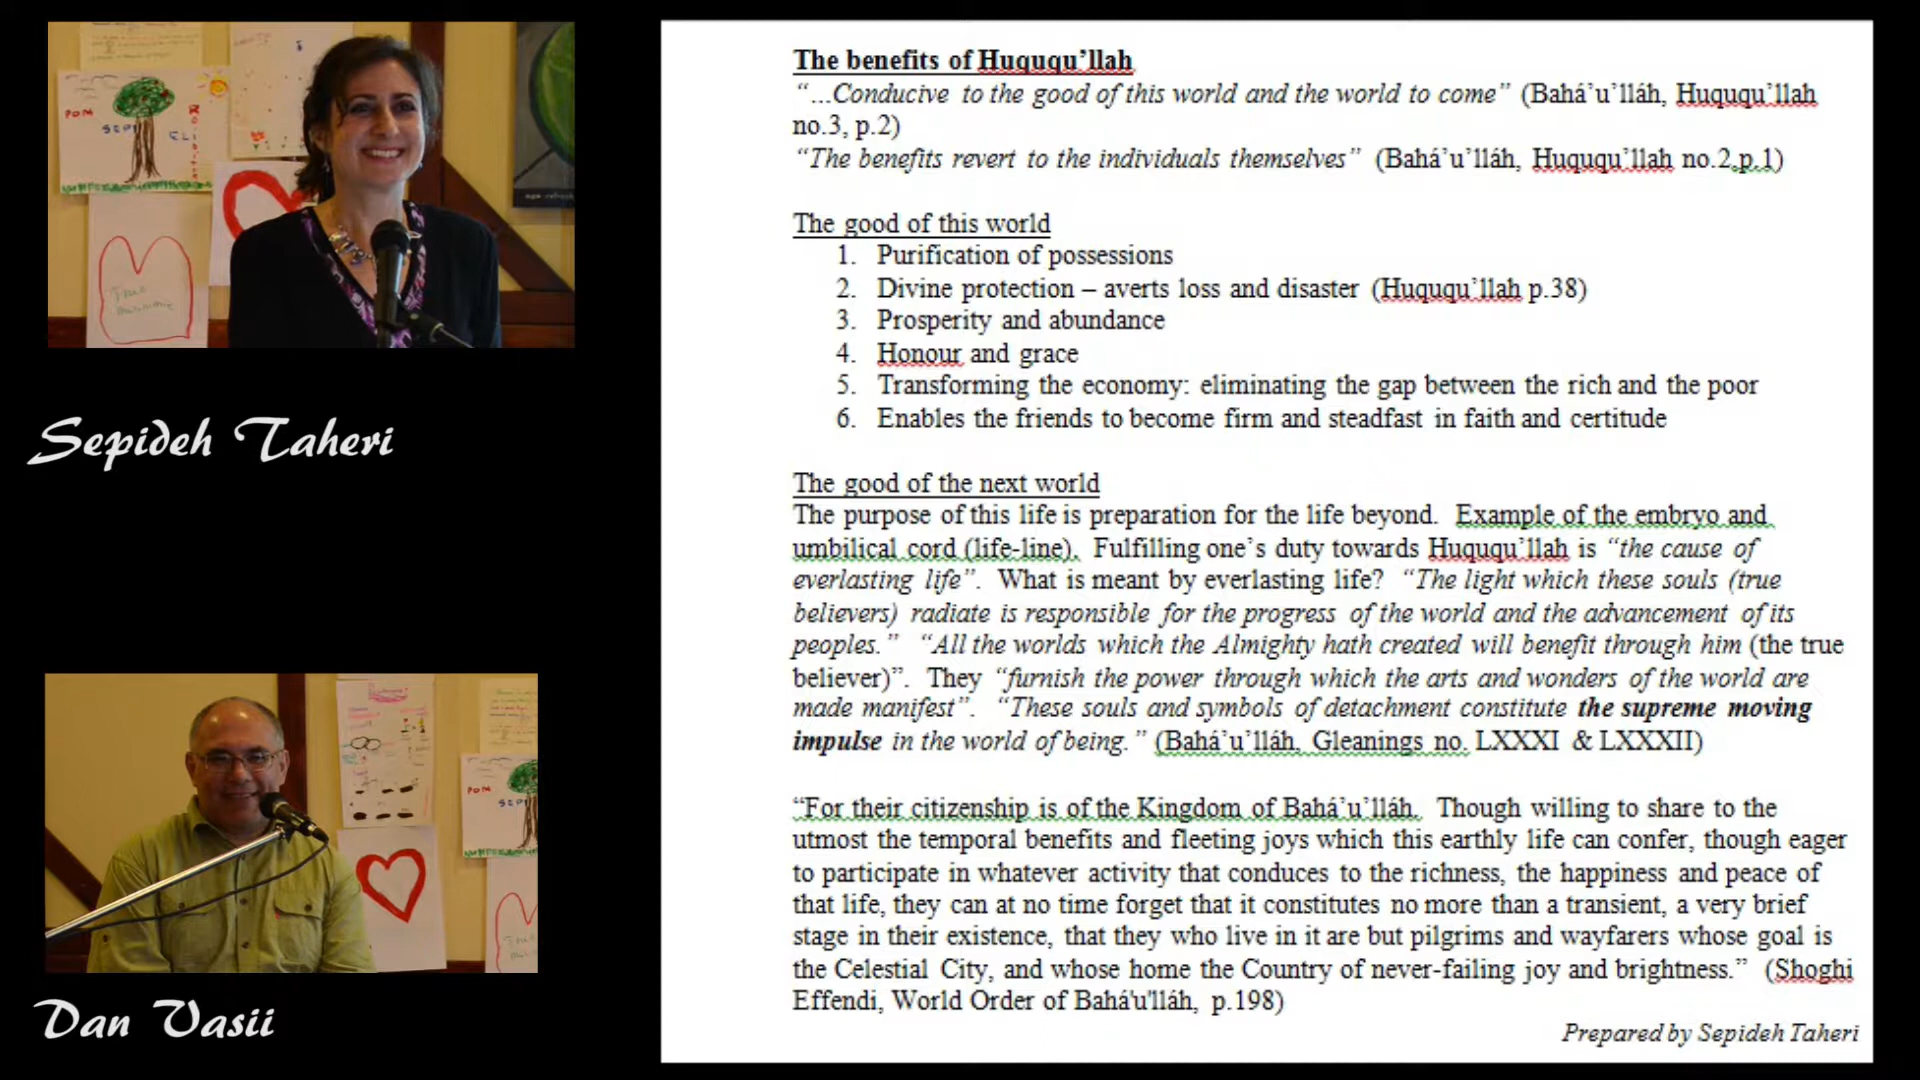 POM
SEPI
Sepideh Taheri
POM
Dan Vasii
The benefits of Huququ’llah
“…Conducive to the good of this world and the world to come” (Bahá’u’lláh, Huququ’llah
no.3, p.2)
“The benefits revert to the individuals themselves” (Bahá’u’lláh, Huququ’llah no.2,p.1)
The good of this world
1. Purification of possessions
2. Divine protection – averts loss and disaster (Huququ’llah p.38)
3. Prosperity and abundance
4. Honour and grace
5. Transforming the economy: eliminating the gap between the rich and the poor
6. Enables the friends to become firm and steadfast in faith and certitude
The good of the next world
The purpose of this life is preparation for the life beyond. Example of the embryo and
umbilical cord (life-line). Fulfilling one’s duty towards Huququ’llah is “the cause of
everlasting life”. What is meant by everlasting life? “The light which these souls (true
believers) radiate is responsible for the progress of the world and the advancement of its
peoples.” “All the worlds which the Almighty hath created will benefit through him (the true
believer)”. They “furnish the power through which the arts and wonders of the world are
made manifest”. “These souls and symbols of detachment constitute the supreme moving
impulse in the world of being.” (Bahá’u’lláh, Gleanings no. LXXXI & LXXXII)
“For their citizenship is of the Kingdom of Bahá’u’lláh. Though willing to share to the
utmost the temporal benefits and fleeting joys which this earthly life can confer, though eager
to participate in whatever activity that conduces to the richness, the happiness and peace of
that life, they can at no time forget that it constitutes no more than a transient, a very brief
stage in their existence, that they who live in it are but pilgrims and wayfarers whose goal is
the Celestial City, and whose home the Country of never-failing joy and brightness.” (Shoghi
Effendi, World Order of Bahá'u'lláh, p.198)
Prepared by Sepideh Taheri